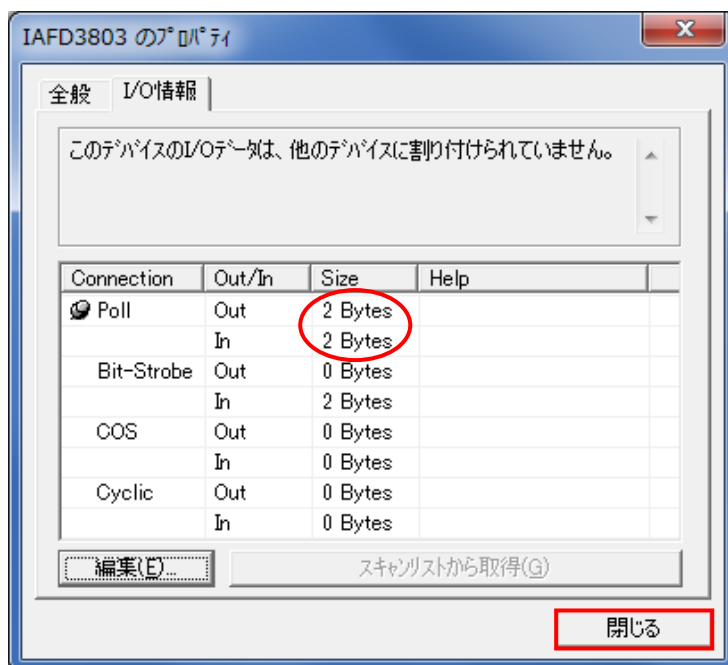 IAFD3803 のﾌﾟﾛﾊﾟﾃｨ
全般 I/O情報
このﾃﾞﾊﾞｲｽのI/Oﾃﾞｰﾀは、他のﾃﾞﾊﾞｲｽに割り付けられていません。
Connection Out/In Size Help
Poll Out 2 Bytes
In 2 Bytes
Bit-Strobe Out 0 Bytes
In 2 Bytes
COS Out 0 Bytes
In 0 Bytes
Cyclic Out 0 Bytes
In 0 Bytes
編集(E)... スキャンリストから取得(G)
閉じる